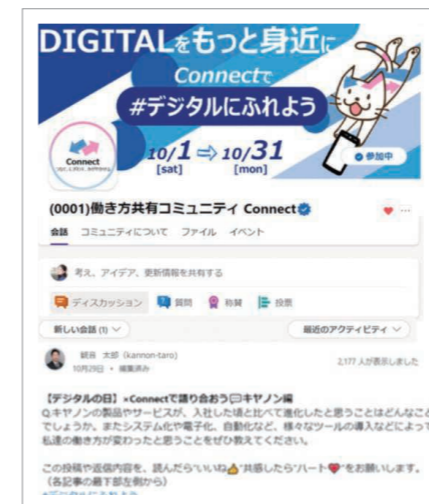 DIGITALをもっと身近に
Connectで
#デジタルにふれよう
10/1⇨10/31
[sat] [mon]
Connect
参加中
(0001)働き方共有コミュニティ Connect
会話 コミュニティについて ファイル イベント
考え、アイデア、更新情報を共有する
ディスカッション 質問 称賛 投票
新しい会話 (1) 最近のアクティビティ
太郎 (kannon-taro)
2,177 人が表示しました
10月28日 • 編集済み
【デジタルの日】×Connectで語り合おう💬キヤノン編
Q.キヤノンの製品やサービスが、入社した頃と比べて進化したと思うことはどんなこと
でしょうか。またシステム化や電子化、自動化など、様々なツールの導入などによって
私達の働き方が変わったと思うことをぜひ教えてください。
この投稿や返信内容を、読んだら“いいね👍”共感したら“ハート❤”をお願いします。
(各記事の最下部左側から)